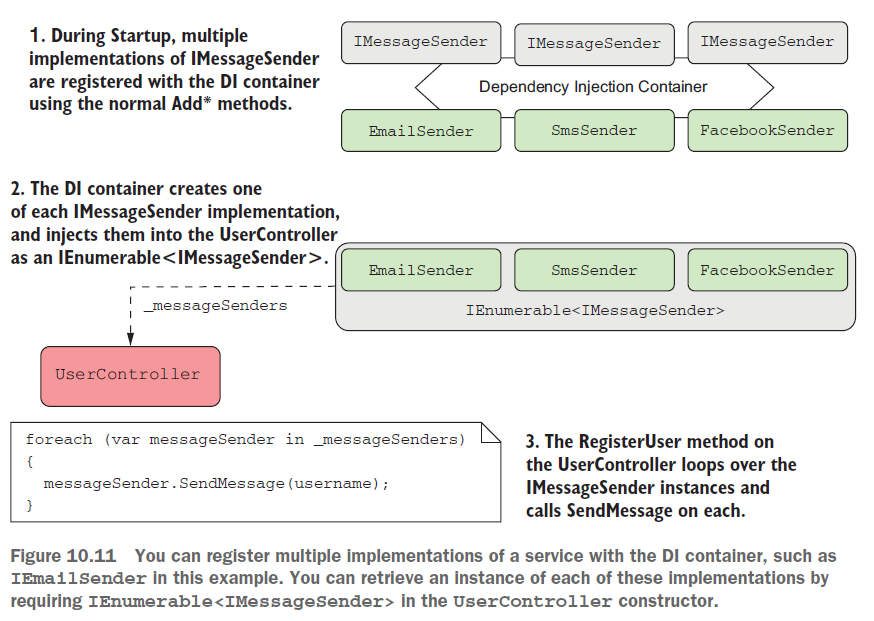 1. During Startup, multiple
implementations of IMessageSender
are registered with the DI container
using the normal Add* methods.
IMessageSender
IMessageSender
IMessageSender
Dependency Injection Container
EmailSender
SmsSender
FacebookSender
2. The DI container creates one
of each IMessageSender implementation,
and injects them into the UserController
as an IEnumerable<IMessageSender>.
EmailSender
SmsSender
FacebookSender
IEnumerable<IMessageSender>
_messageSenders
UserController
foreach (var messageSender in _messageSenders)
{
messageSender.SendMessage(username);
}
3. The RegisterUser method on
the UserController loops over the
IMessageSender instances and
calls SendMessage on each.
Figure 10.11 You can register multiple implementations of a service with the DI container, such as
IEmailSender in this example. You can retrieve an instance of each of these implementations by
requiring IEnumerable<IMessageSender> in the UserController constructor.